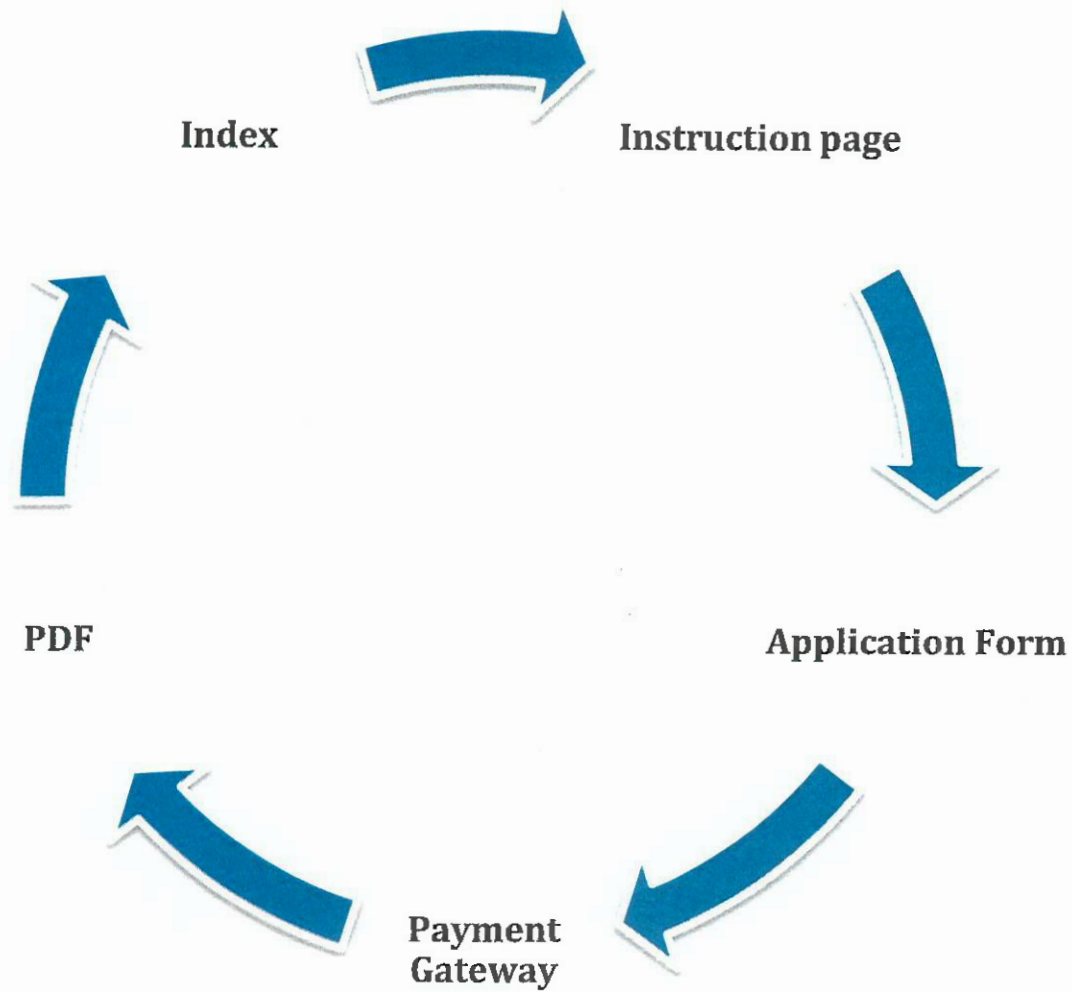 Index
Instruction page
Application Form
Payment
Gateway
PDF